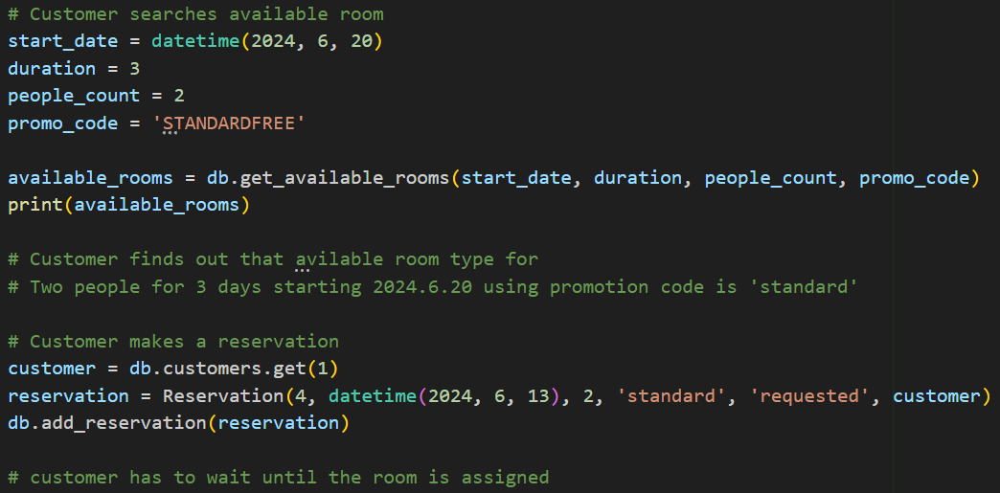 # Customer searches available room
start_date = datetime(2024, 6, 20)
duration = 3
people_count = 2
promo_code = 'STANDARDFREE'
available_rooms = db.get_available_rooms(start_date, duration, people_count, promo_code)
print(available_rooms)
# Customer finds out that avilable room type for
# Two people for 3 days starting 2024.6.20 using promotion code is 'standard'
# Customer makes a reservation
customer = db.customers.get(1)
reservation = Reservation(4, datetime(2024, 6, 13), 2, 'standard', 'requested', customer)
db.add_reservation(reservation)
# customer has to wait until the room is assigned